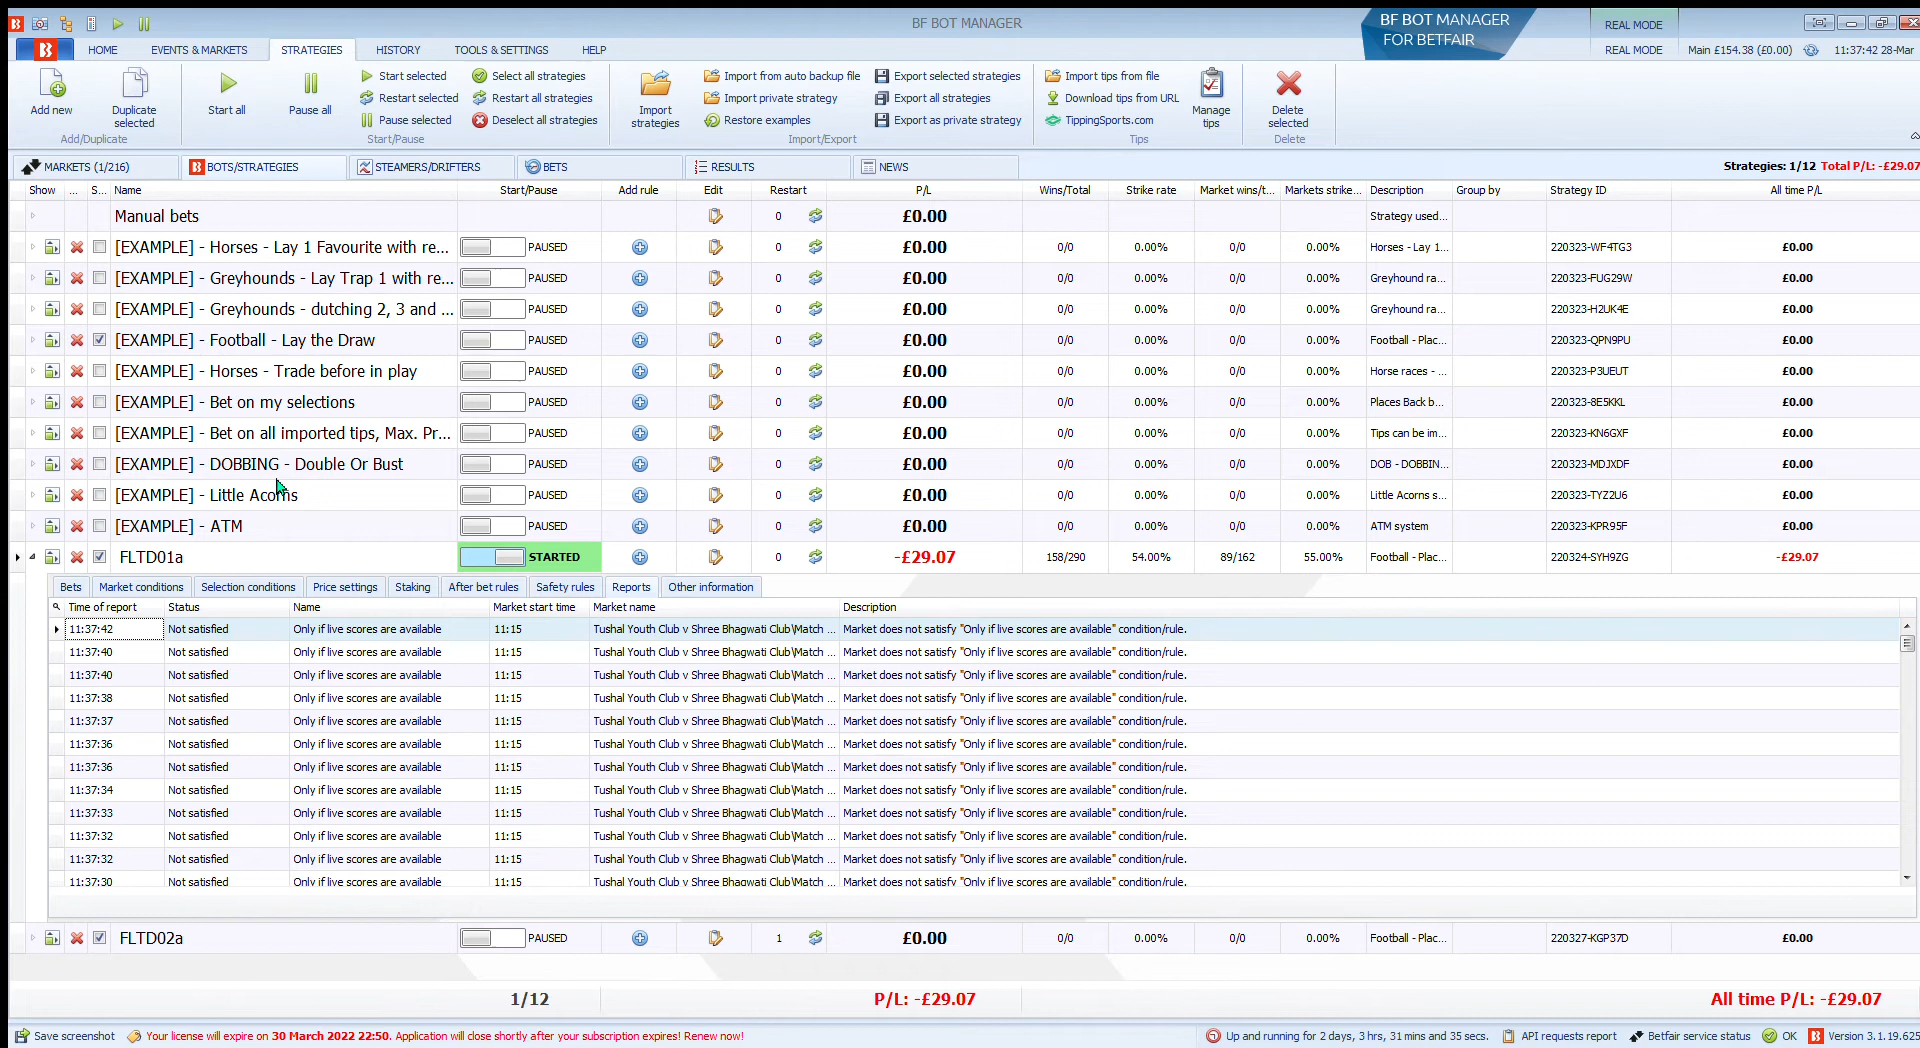 BF BOT MANAGER
BF BOT MANAGER
FOR BETFAIR
REAL MODE
HOME EVENTS & MARKETS STRATEGIES HISTORY TOOLS & SETTINGS HELP
REAL MODE Main £154.38 (£0.00) 11:37:42 28-Mar
Add new
Duplicate selected
Add/Duplicate
Start all
Pause all
Start selected
Restart selected
Pause selected
Select all strategies
Restart all strategies
Deselect all strategies
Start/Pause
Import strategies
Import from auto backup file
Import private strategy
Restore examples
Export selected strategies
Export all strategies
Export as private strategy
Import/Export
Import tips from file
Download tips from URL
TippingSports.com
Manage tips
Tips
Delete selected
Delete
MARKETS (1/216) BOTS/STRATEGIES STEAMERS/DRIFTERS BETS RESULTS NEWS Strategies: 1/12 Total P/L: -£29.07
Show ... S... Name Start/Pause Add rule Edit Restart P/L Wins/Total Strike rate Market wins/t... Markets strike... Description Group by Strategy ID All time P/L
Manual bets 0 £0.00 Strategy used... £0.00
[EXAMPLE] - Horses - Lay 1 Favourite with re... PAUSED 0 £0.00 0/0 0.00% 0/0 0.00% Horses - Lay 1... 220323-WF4TG3 £0.00
[EXAMPLE] - Greyhounds - Lay Trap 1 with re... PAUSED 0 £0.00 0/0 0.00% 0/0 0.00% Greyhound ra... 220323-FUG29W £0.00
[EXAMPLE] - Greyhounds - dutching 2, 3 and ... PAUSED 0 £0.00 0/0 0.00% 0/0 0.00% Greyhound ra... 220323-H2UK4E £0.00
[EXAMPLE] - Football - Lay the Draw PAUSED 0 £0.00 0/0 0.00% 0/0 0.00% Football - Plac... 220323-QPN9PU £0.00
[EXAMPLE] - Horses - Trade before in play PAUSED 0 £0.00 0/0 0.00% 0/0 0.00% Horse races - ... 220323-P3UEUT £0.00
[EXAMPLE] - Bet on my selections PAUSED 0 £0.00 0/0 0.00% 0/0 0.00% Places Back b... 220323-8E5KKL £0.00
[EXAMPLE] - Bet on all imported tips, Max. Pr... PAUSED 0 £0.00 0/0 0.00% 0/0 0.00% Tips can be im... 220323-KN6GXF £0.00
[EXAMPLE] - DOBBING - Double Or Bust PAUSED 0 £0.00 0/0 0.00% 0/0 0.00% DOB - DOBBIN... 220323-MDJXDF £0.00
[EXAMPLE] - Little Acorns PAUSED 0 £0.00 0/0 0.00% 0/0 0.00% Little Acorns s... 220323-TYZ2U6 £0.00
[EXAMPLE] - ATM PAUSED 0 £0.00 0/0 0.00% 0/0 0.00% ATM system 220323-KPR95F £0.00
FLTD01a STARTED 0 -£29.07 158/290 54.00% 89/162 55.00% Football - Plac... 220324-SYH9ZG -£29.07
Bets Market conditions Selection conditions Price settings Staking After bet rules Safety rules Reports Other information
Time of report Status Name Market start time Market name Description
11:37:42 Not satisfied Only if live scores are available 11:15 Tushal Youth Club v Shree Bhagwati Club\Match ... Market does not satisfy "Only if live scores are available" condition/rule.
11:37:40 Not satisfied Only if live scores are available 11:15 Tushal Youth Club v Shree Bhagwati Club\Match ... Market does not satisfy "Only if live scores are available" condition/rule.
11:37:40 Not satisfied Only if live scores are available 11:15 Tushal Youth Club v Shree Bhagwati Club\Match ... Market does not satisfy "Only if live scores are available" condition/rule.
11:37:38 Not satisfied Only if live scores are available 11:15 Tushal Youth Club v Shree Bhagwati Club\Match ... Market does not satisfy "Only if live scores are available" condition/rule.
11:37:37 Not satisfied Only if live scores are available 11:15 Tushal Youth Club v Shree Bhagwati Club\Match ... Market does not satisfy "Only if live scores are available" condition/rule.
11:37:36 Not satisfied Only if live scores are available 11:15 Tushal Youth Club v Shree Bhagwati Club\Match ... Market does not satisfy "Only if live scores are available" condition/rule.
11:37:36 Not satisfied Only if live scores are available 11:15 Tushal Youth Club v Shree Bhagwati Club\Match ... Market does not satisfy "Only if live scores are available" condition/rule.
11:37:34 Not satisfied Only if live scores are available 11:15 Tushal Youth Club v Shree Bhagwati Club\Match ... Market does not satisfy "Only if live scores are available" condition/rule.
11:37:33 Not satisfied Only if live scores are available 11:15 Tushal Youth Club v Shree Bhagwati Club\Match ... Market does not satisfy "Only if live scores are available" condition/rule.
11:37:32 Not satisfied Only if live scores are available 11:15 Tushal Youth Club v Shree Bhagwati Club\Match ... Market does not satisfy "Only if live scores are available" condition/rule.
11:37:32 Not satisfied Only if live scores are available 11:15 Tushal Youth Club v Shree Bhagwati Club\Match ... Market does not satisfy "Only if live scores are available" condition/rule.
11:37:30 Not satisfied Only if live scores are available 11:15 Tushal Youth Club v Shree Bhagwati Club\Match ... Market does not satisfy "Only if live scores are available" condition/rule.
FLTD02a PAUSED 1 £0.00 0/0 0.00% 0/0 0.00% Football - Plac... 220327-KGP37D £0.00
1/12 P/L: -£29.07 All time P/L: -£29.07
Save screenshot Your license will expire on 30 March 2022 22:50. Application will close shortly after your subscription expires! Renew now! Up and running for 2 days, 3 hrs, 31 mins and 35 secs. API requests report Betfair service status OK Version 3.1.19.625